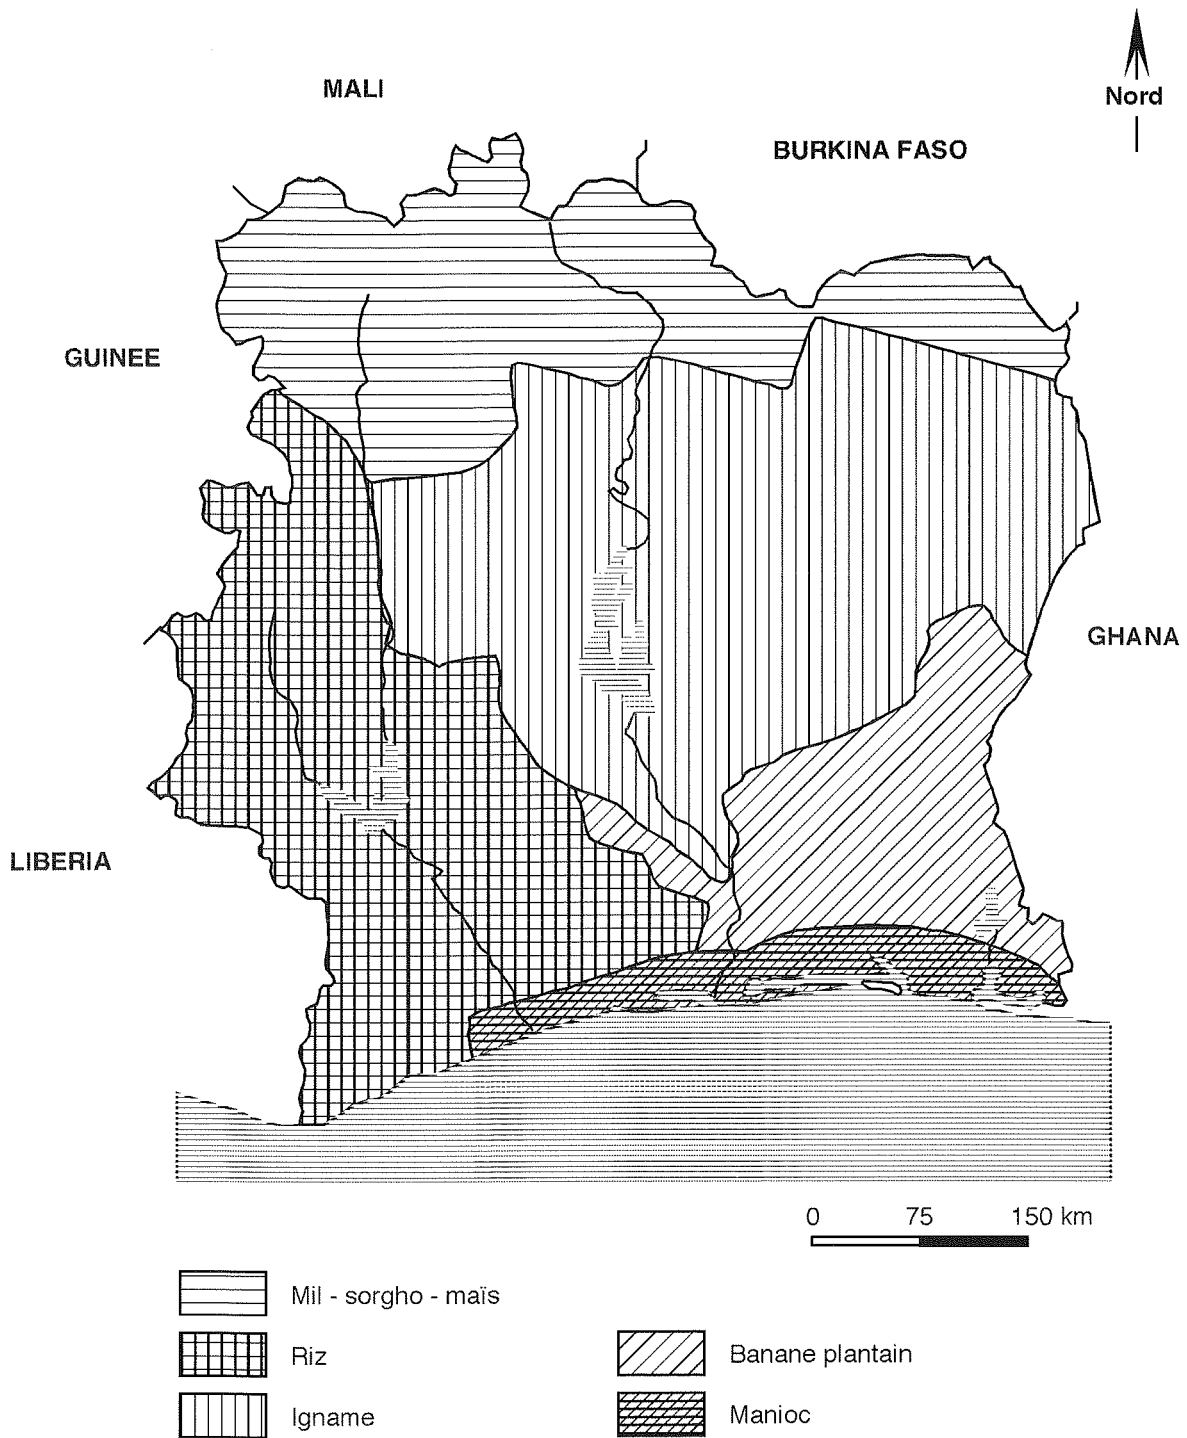 MALI
Nord
BURKINA FASO
GUINEE
GHANA
LIBERIA
0 75 150 km
Mil - sorgho - maïs
Riz
Igname
Banane plantain
Manioc